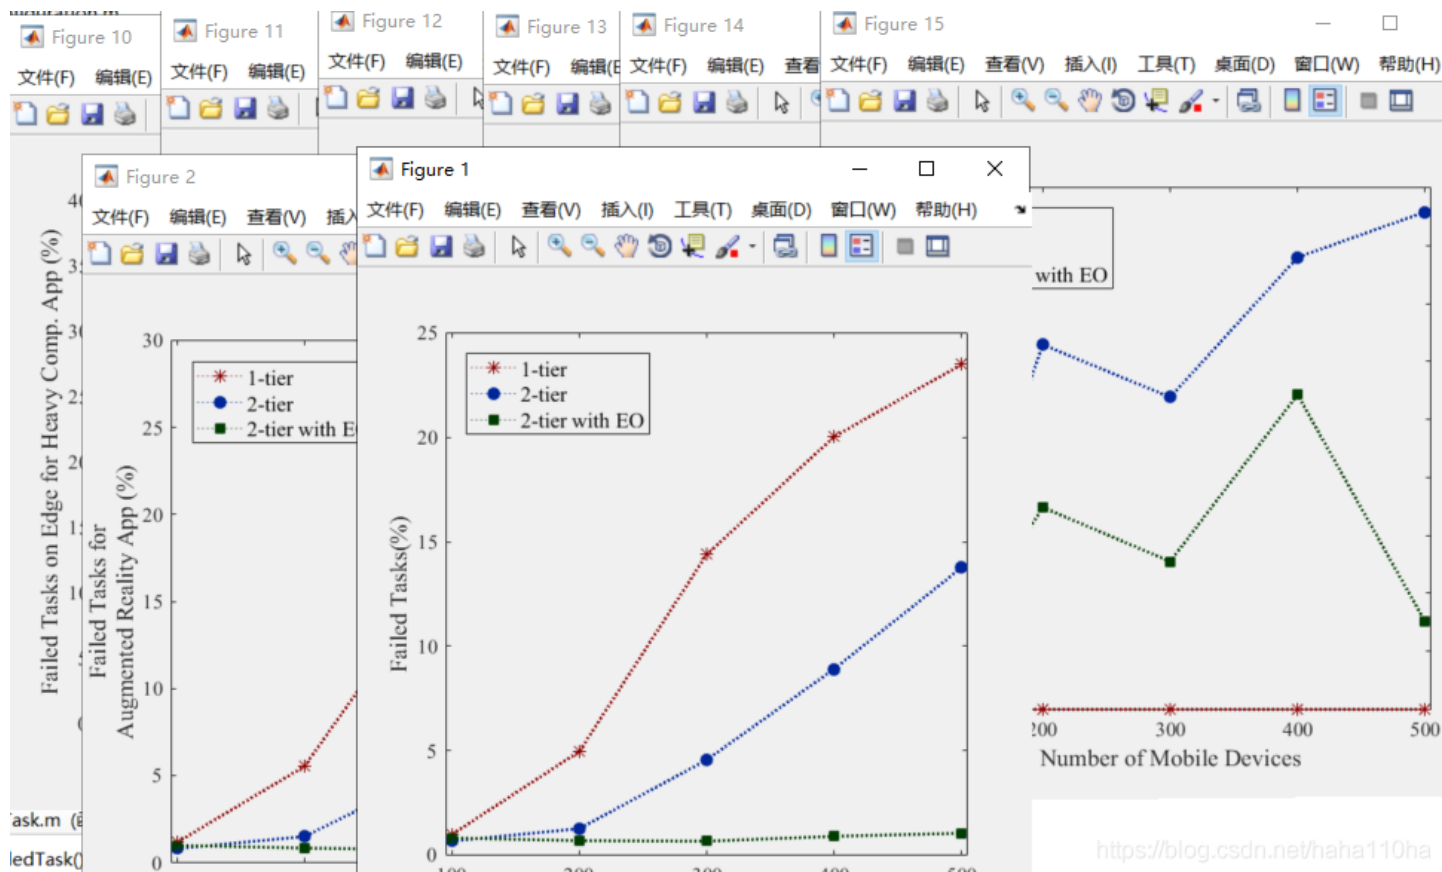 Figure 10
Figure 11
Figure 12
Figure 13
Figure 14
Figure 15
文件(F) 编辑(E)
文件(F) 编辑(E)
文件(F) 编辑(E)
文件(F) 编辑(E
文件(F) 编辑(E) 查看
文件(F) 编辑(E) 查看(V) 插入(I) 工具(T) 桌面(D) 窗口(W) 帮助(H)
Failed Tasks on Edge for Heavy Comp. App (%)
Figure 2
文件(F) 编辑(E) 查看(V) 插入
Failed Tasks for
Augmented Reality App (%)
30
25
20
15
10
5
0
1-tier
2-tier
2-tier with E
Figure 1
文件(F) 编辑(E) 查看(V) 插入(I) 工具(T) 桌面(D) 窗口(W) 帮助(H)
Failed Tasks(%)
25
20
15
10
5
0
1-tier
2-tier
2-tier with EO
100 200 300 400 500
with EO
200 300 400 500
Number of Mobile Devices
Task.m
ledTask()
https://blog.csdn.net/haha110ha